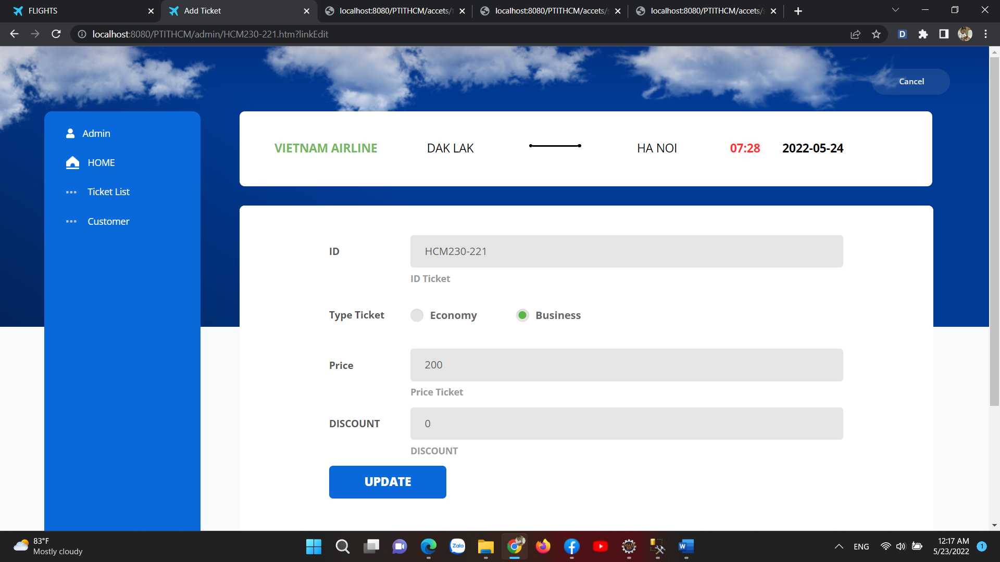 FLIGHTS
Add Ticket
localhost:8080/PTITHCM/accets/
localhost:8080/PTITHCM/accets/
localhost:8080/PTITHCM/accets/
localhost:8080/PTITHCM/admin/HCM230-221.htm?linkEdit
D
Cancel
Admin
HOME
Ticket List
Customer
VIETNAM AIRLINE DAK LAK HA NOI 07:28 2022-05-24
ID HCM230-221
ID Ticket
Type Ticket Economy Business
Price 200
Price Ticket
DISCOUNT 0
DISCOUNT
UPDATE
83°F
Mostly cloudy
Zalo
ENG
12:17 AM
5/23/2022
1